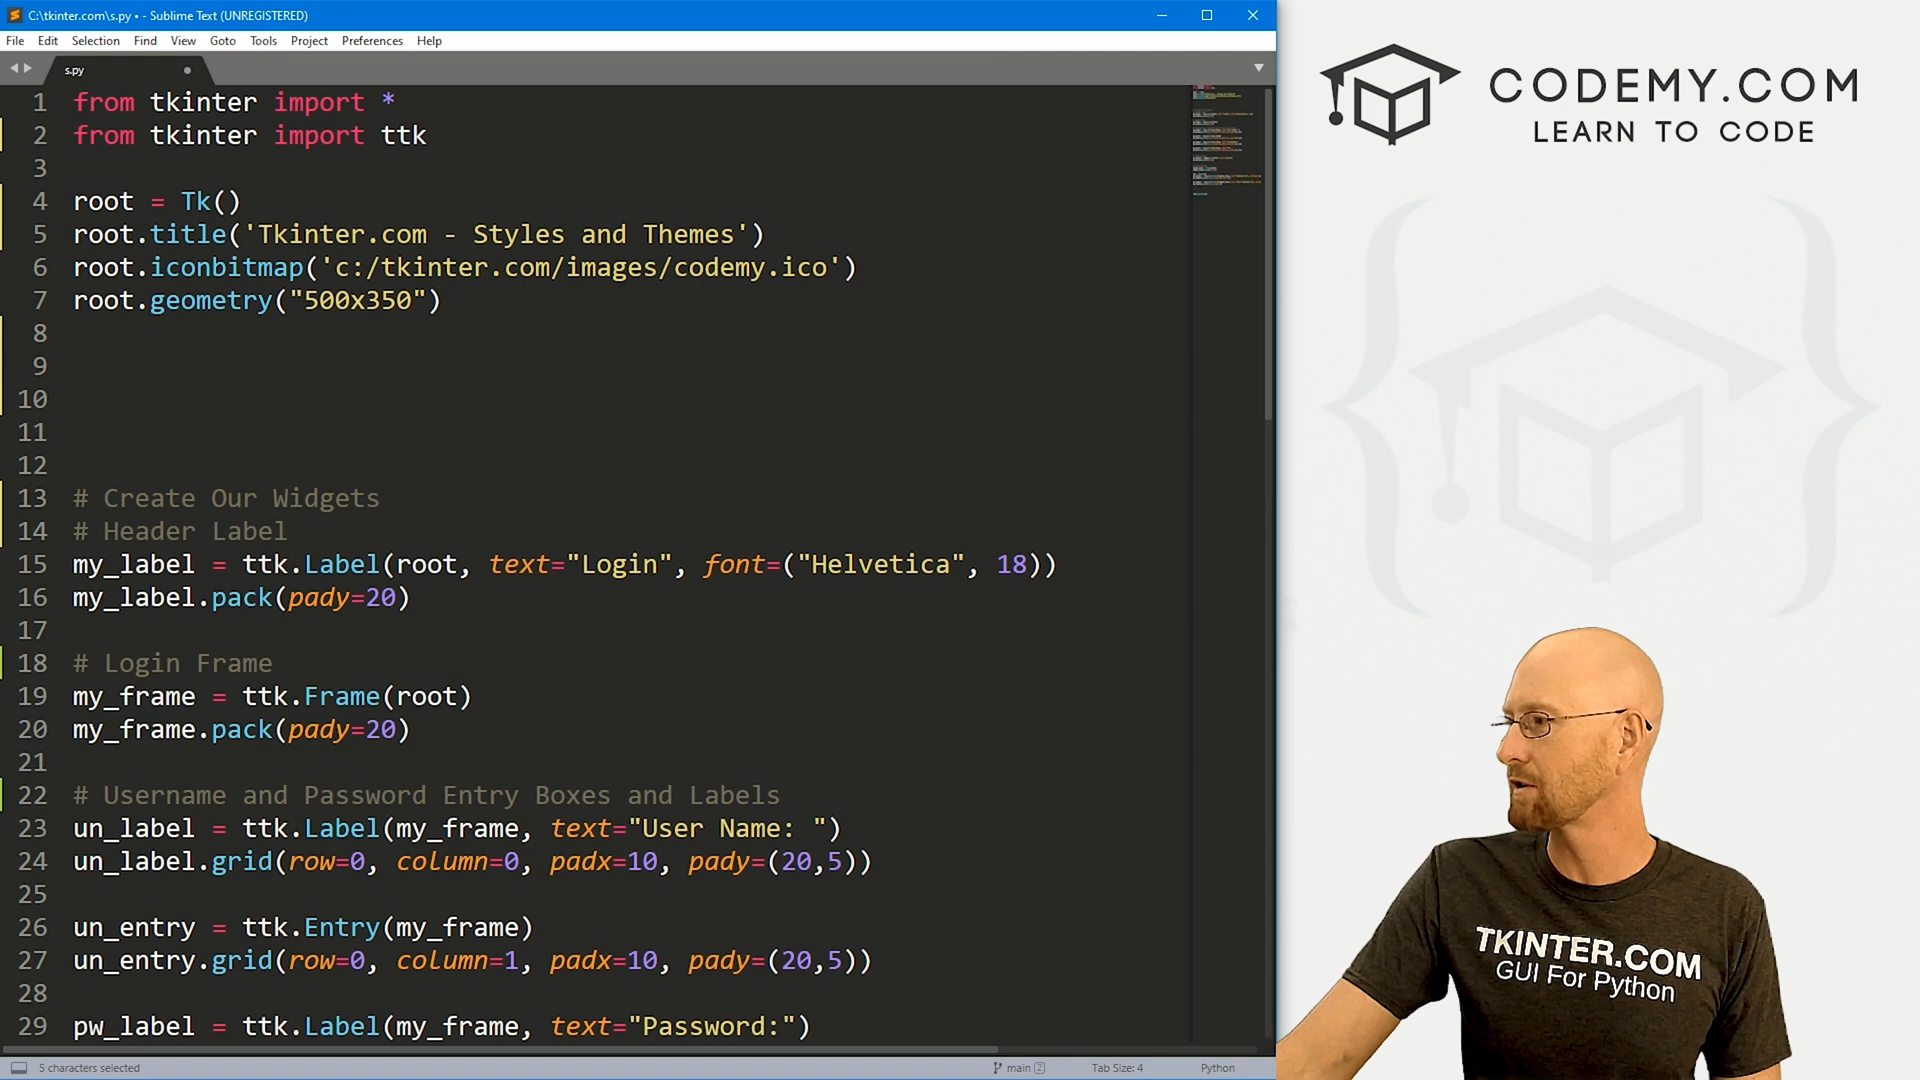 C:\tkinter.com\s.py • - Sublime Text (UNREGISTERED)
File Edit Selection Find View Goto Tools Project Preferences Help
s.py
1 from tkinter import *
2 from tkinter import ttk
3
4 root = Tk()
5 root.title('Tkinter.com - Styles and Themes')
6 root.iconbitmap('c:/tkinter.com/images/codemy.ico')
7 root.geometry("500x350")
8
9
10
11
12
13 # Create Our Widgets
14 # Header Label
15 my_label = ttk.Label(root, text="Login", font=("Helvetica", 18))
16 my_label.pack(pady=20)
17
18 # Login Frame
19 my_frame = ttk.Frame(root)
20 my_frame.pack(pady=20)
21
22 # Username and Password Entry Boxes and Labels
23 un_label = ttk.Label(my_frame, text="User Name: ")
24 un_label.grid(row=0, column=0, padx=10, pady=(20,5))
25
26 un_entry = ttk.Entry(my_frame)
27 un_entry.grid(row=0, column=1, padx=10, pady=(20,5))
28
29 pw_label = ttk.Label(my_frame, text="Password:")
5 characters selected
main 2
Tab Size: 4
Python
CODEMY.COM
LEARN TO CODE
TKINTER.COM
GUI For Python